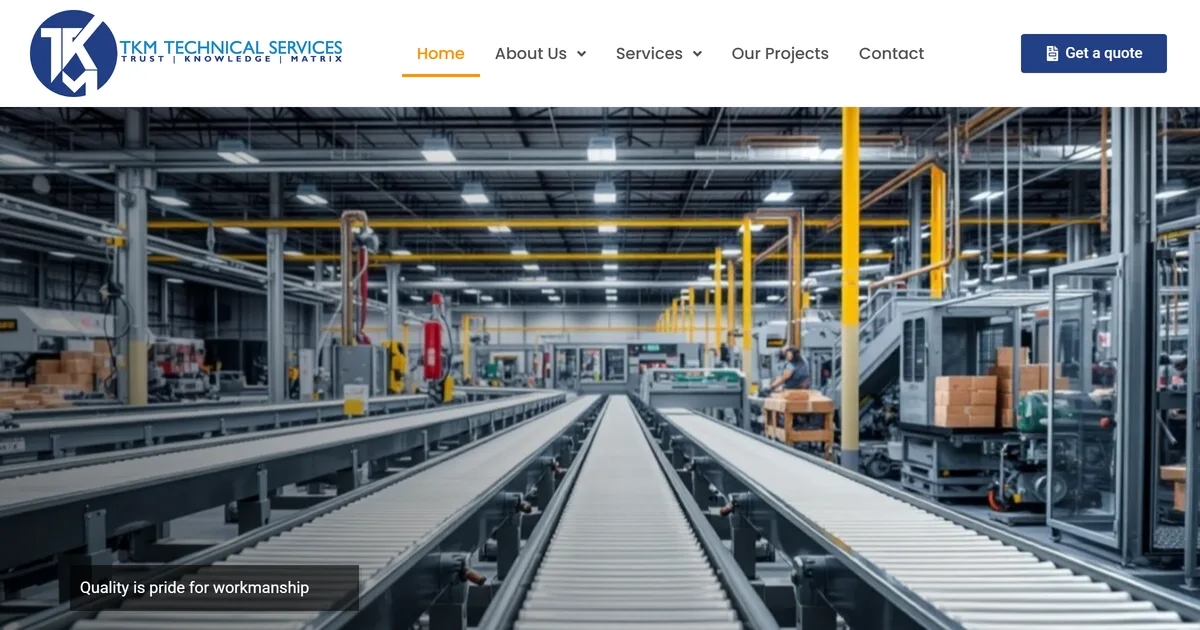 TKM TECHNICAL SERVICES
TRUST | KNOWLEDGE | MATRIX
Home
About Us
Services
Our Projects
Contact
Get a quote
Quality is pride for workmanship